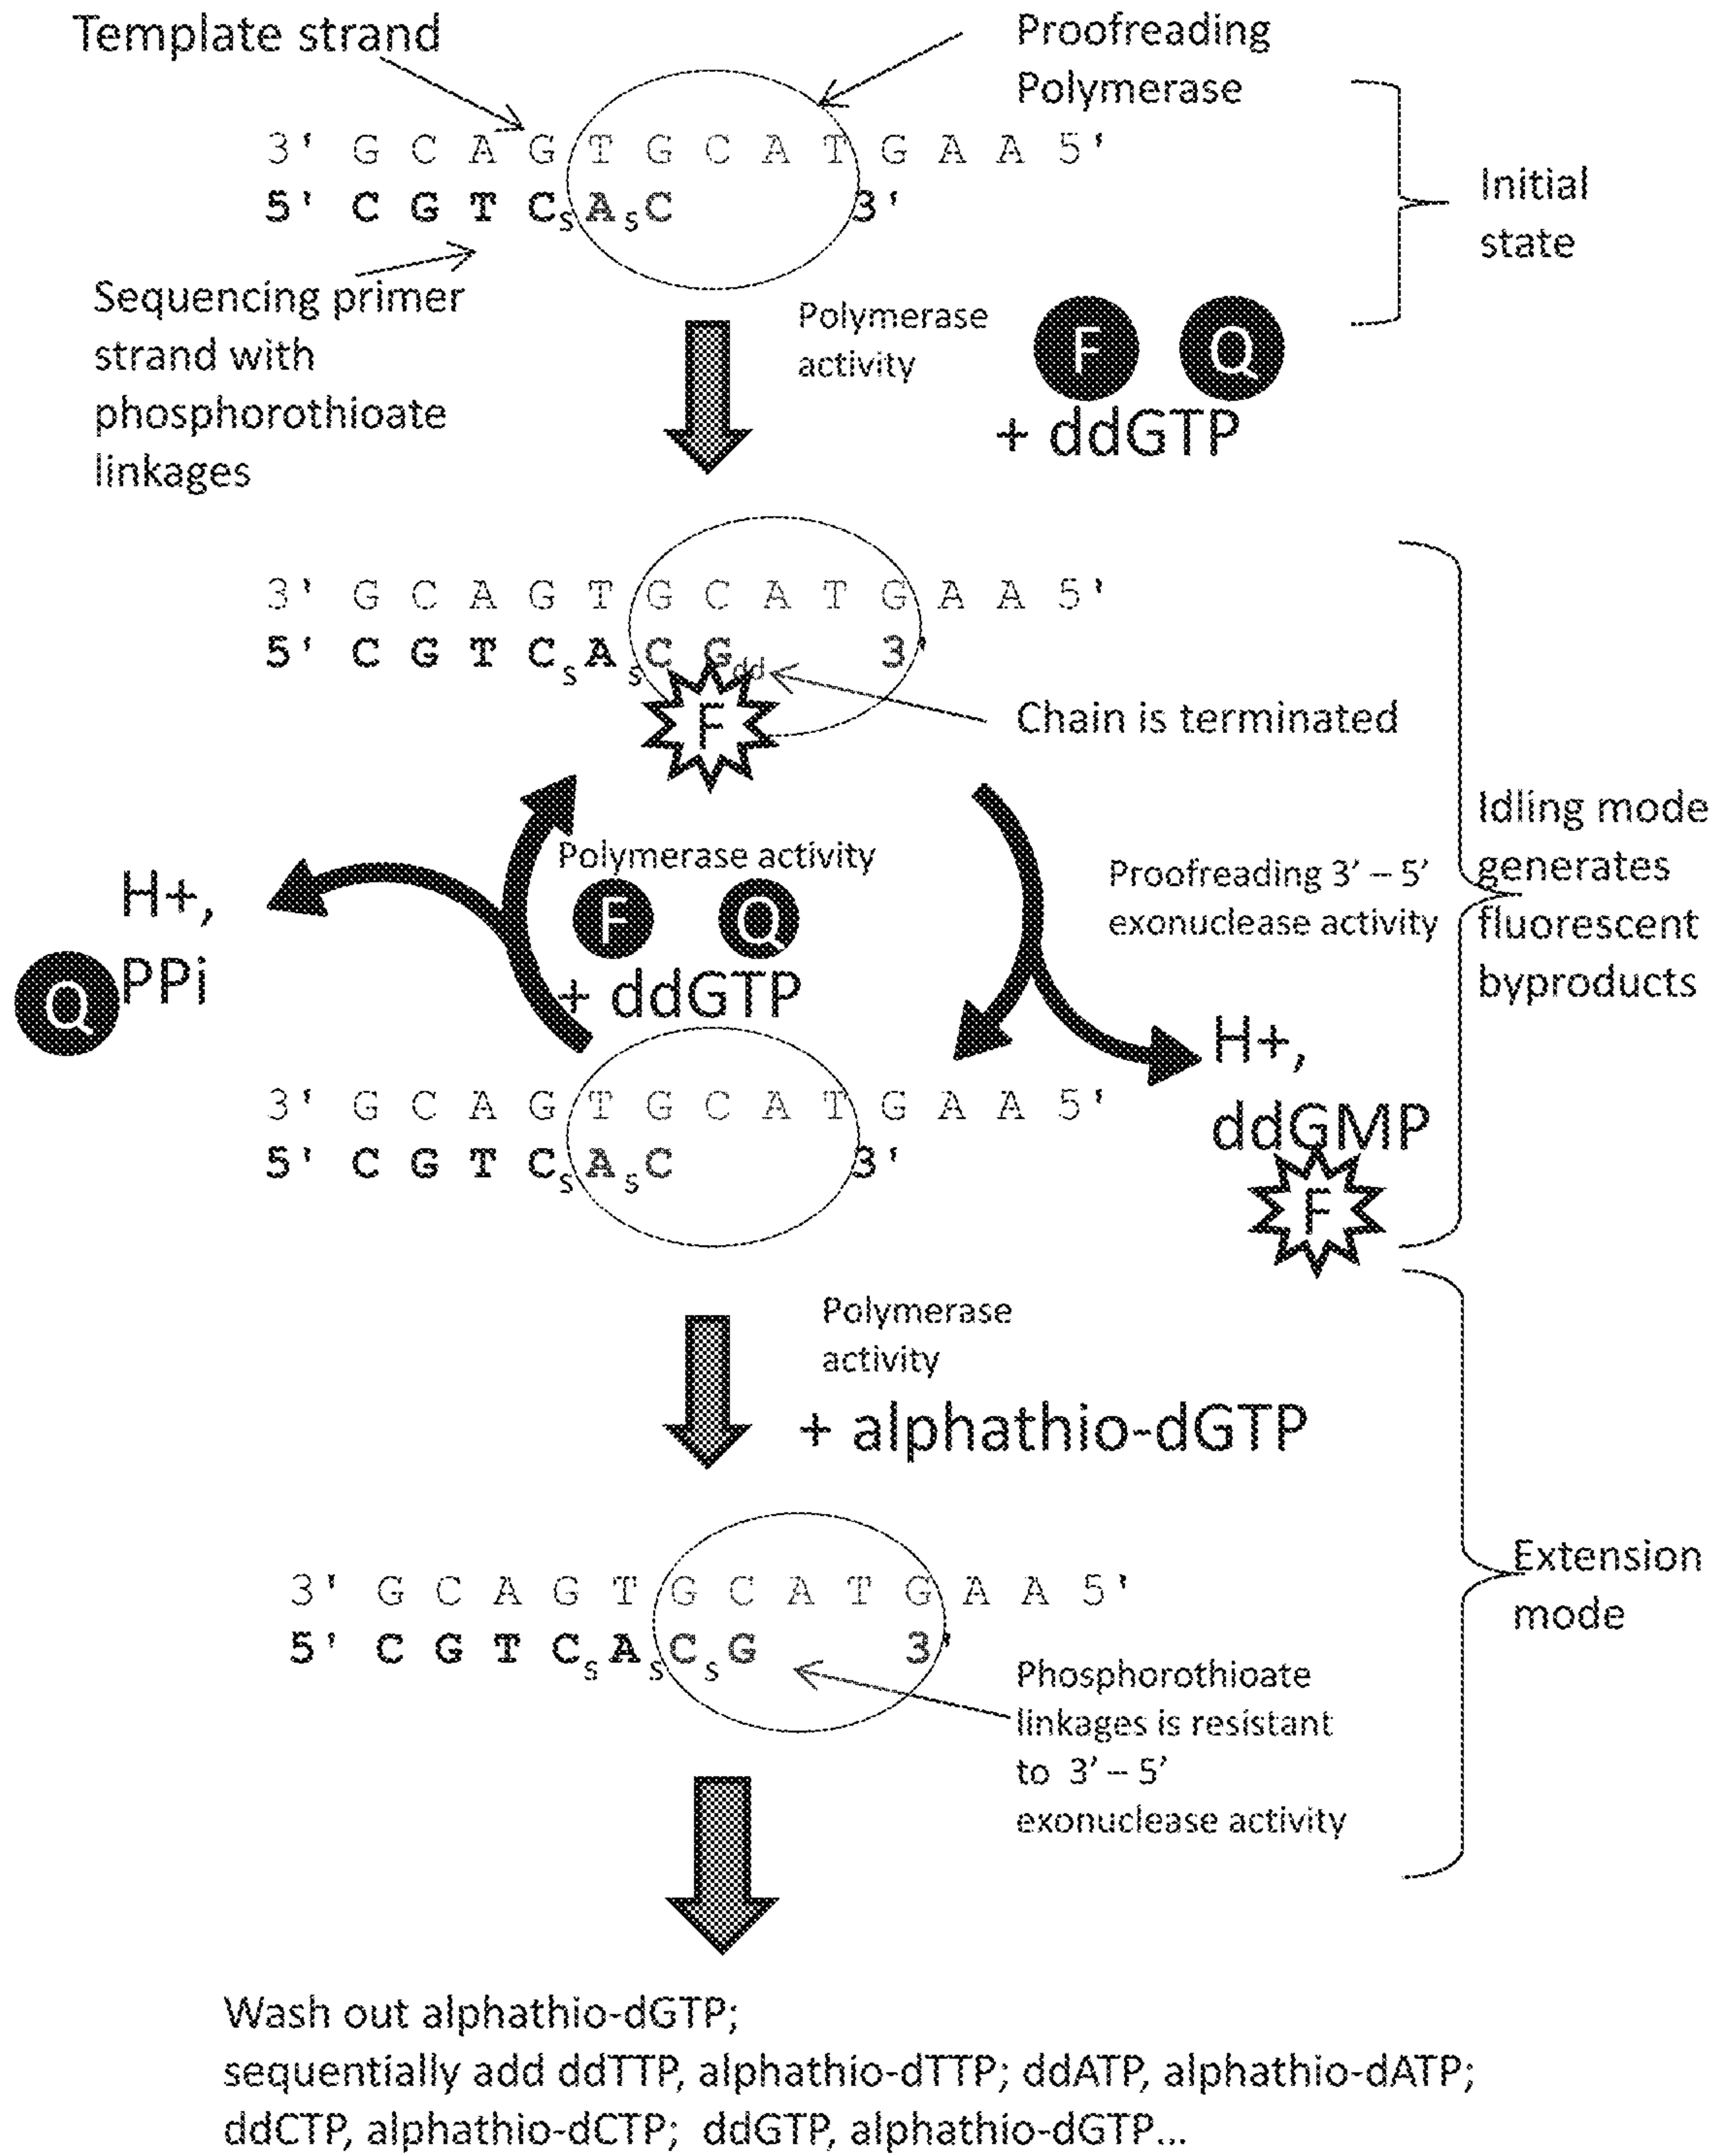 Template strand
Proofreading
Polymerase
3' G C A G T G C A T G A A 5'
5' C G T CsAsC 3'
Initial
state
Sequencing primer
strand with
phosphorothioate
linkages
Polymerase
activity
F Q
+ ddGTP
3' G C A G T G C A T G A A 5'
5' C G T CsAsC Gdd 3'
F
Chain is terminated
Idling mode
generates
fluorescent
byproducts
Polymerase activity
F Q
+ ddGTP
H+,
PPi
Q
Proofreading 3’ – 5’
exonuclease activity
H+,
ddGMP
F
3' G C A G T G C A T G A A 5'
5' C G T CsAsC 3'
Polymerase
activity
+ alphathio-dGTP
3' G C A G T G C A T G A A 5'
5' C G T CsAsCsG 3'
Extension
mode
Phosphorothioate
linkages is resistant
to 3’ – 5’
exonuclease activity
Wash out alphathio-dGTP;
sequentially add ddTTP, alphathio-dTTP; ddATP, alphathio-dATP;
ddCTP, alphathio-dCTP; ddGTP, alphathio-dGTP...